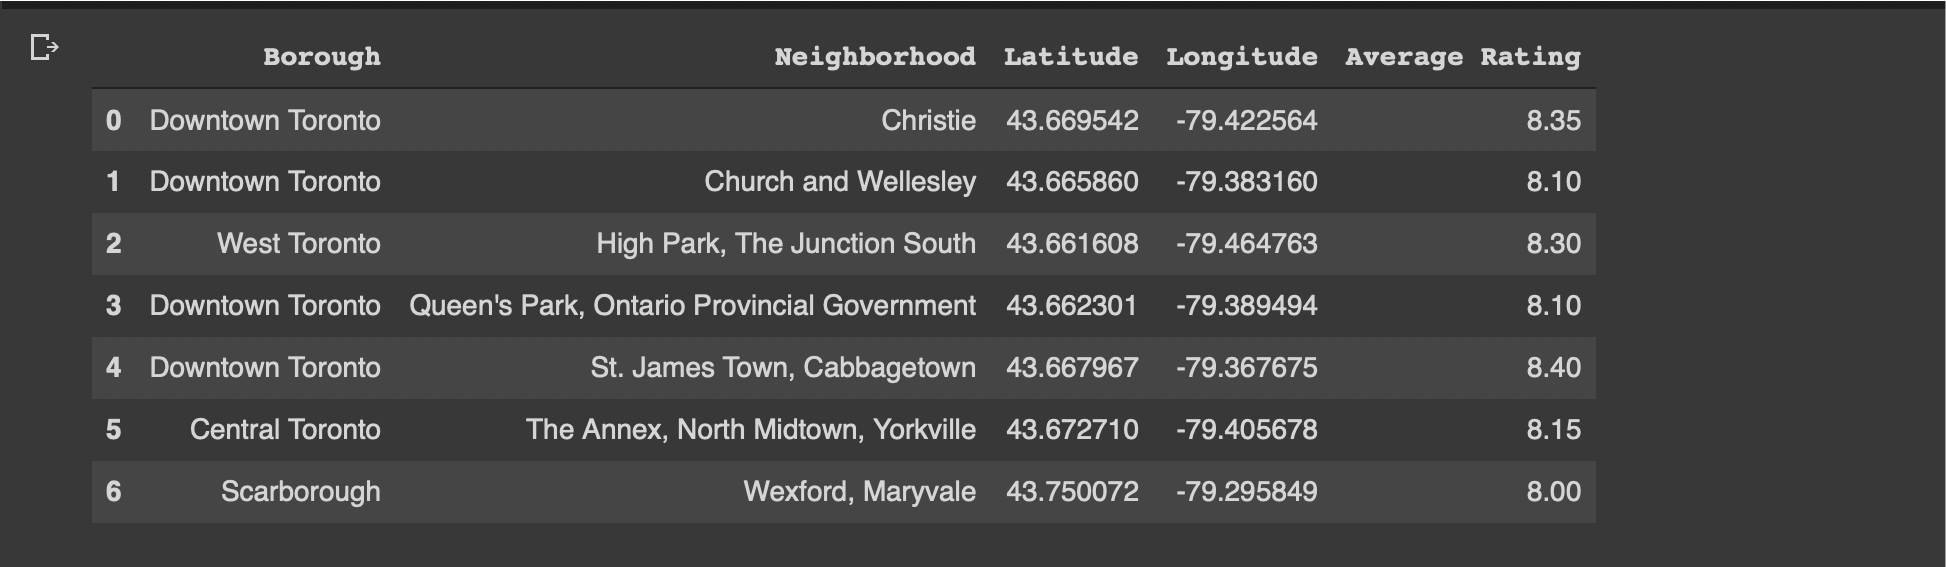 Borough Neighborhood Latitude Longitude Average Rating
0 Downtown Toronto Christie 43.669542 -79.422564 8.35
1 Downtown Toronto Church and Wellesley 43.665860 -79.383160 8.10
2 West Toronto High Park, The Junction South 43.661608 -79.464763 8.30
3 Downtown Toronto Queen's Park, Ontario Provincial Government 43.662301 -79.389494 8.10
4 Downtown Toronto St. James Town, Cabbagetown 43.667967 -79.367675 8.40
5 Central Toronto The Annex, North Midtown, Yorkville 43.672710 -79.405678 8.15
6 Scarborough Wexford, Maryvale 43.750072 -79.295849 8.00